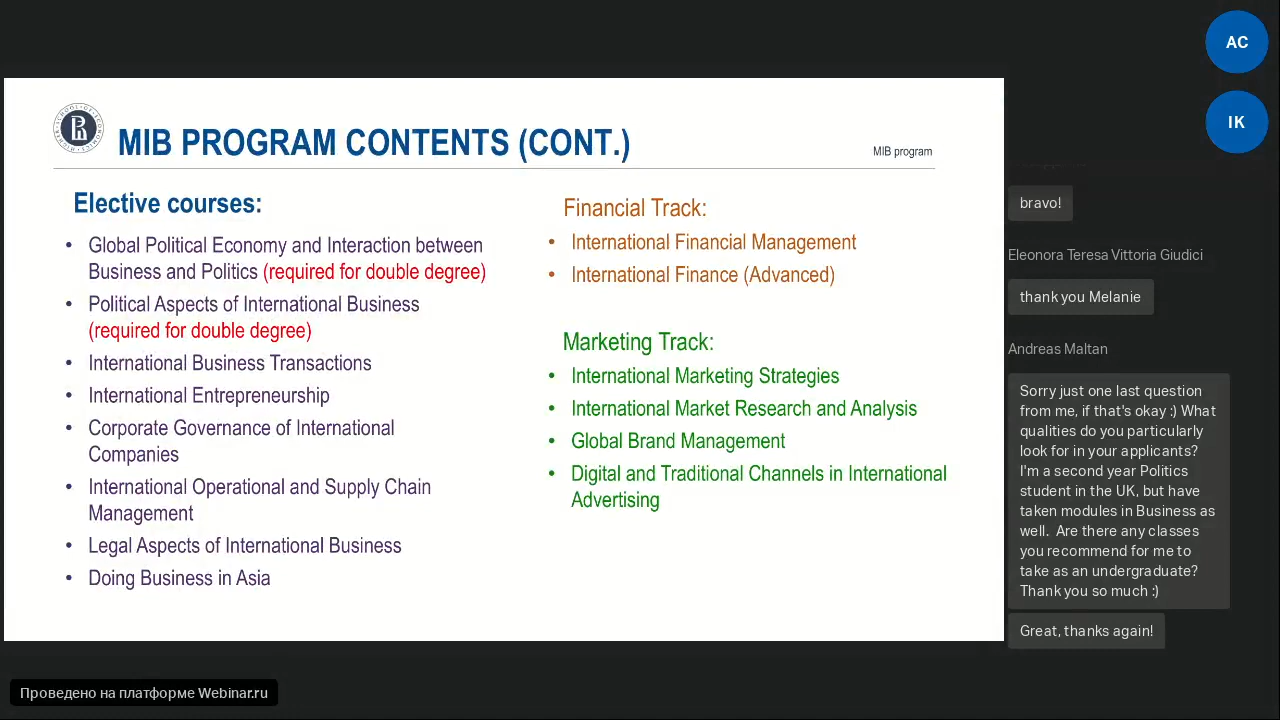 MIB PROGRAM CONTENTS (CONT.)
MIB program
Elective courses:
• Global Political Economy and Interaction between
Business and Politics (required for double degree)
• Political Aspects of International Business
(required for double degree)
• International Business Transactions
• International Entrepreneurship
• Corporate Governance of International
Companies
• International Operational and Supply Chain
Management
• Legal Aspects of International Business
• Doing Business in Asia
Financial Track:
• International Financial Management
• International Finance (Advanced)
Marketing Track:
• International Marketing Strategies
• International Market Research and Analysis
• Global Brand Management
• Digital and Traditional Channels in International
Advertising
AC
IK
bravo!
Eleonora Teresa Vittoria Giudici
thank you Melanie
Andreas Maltan
Sorry just one last question
from me, if that's okay :) What
qualities do you particularly
look for in your applicants?
I'm a second year Politics
student in the UK, but have
taken modules in Business as
well. Are there any classes
you recommend for me to
take as an undergraduate?
Thank you so much :)
Great, thanks again!
Проведено на платформе Webinar.ru